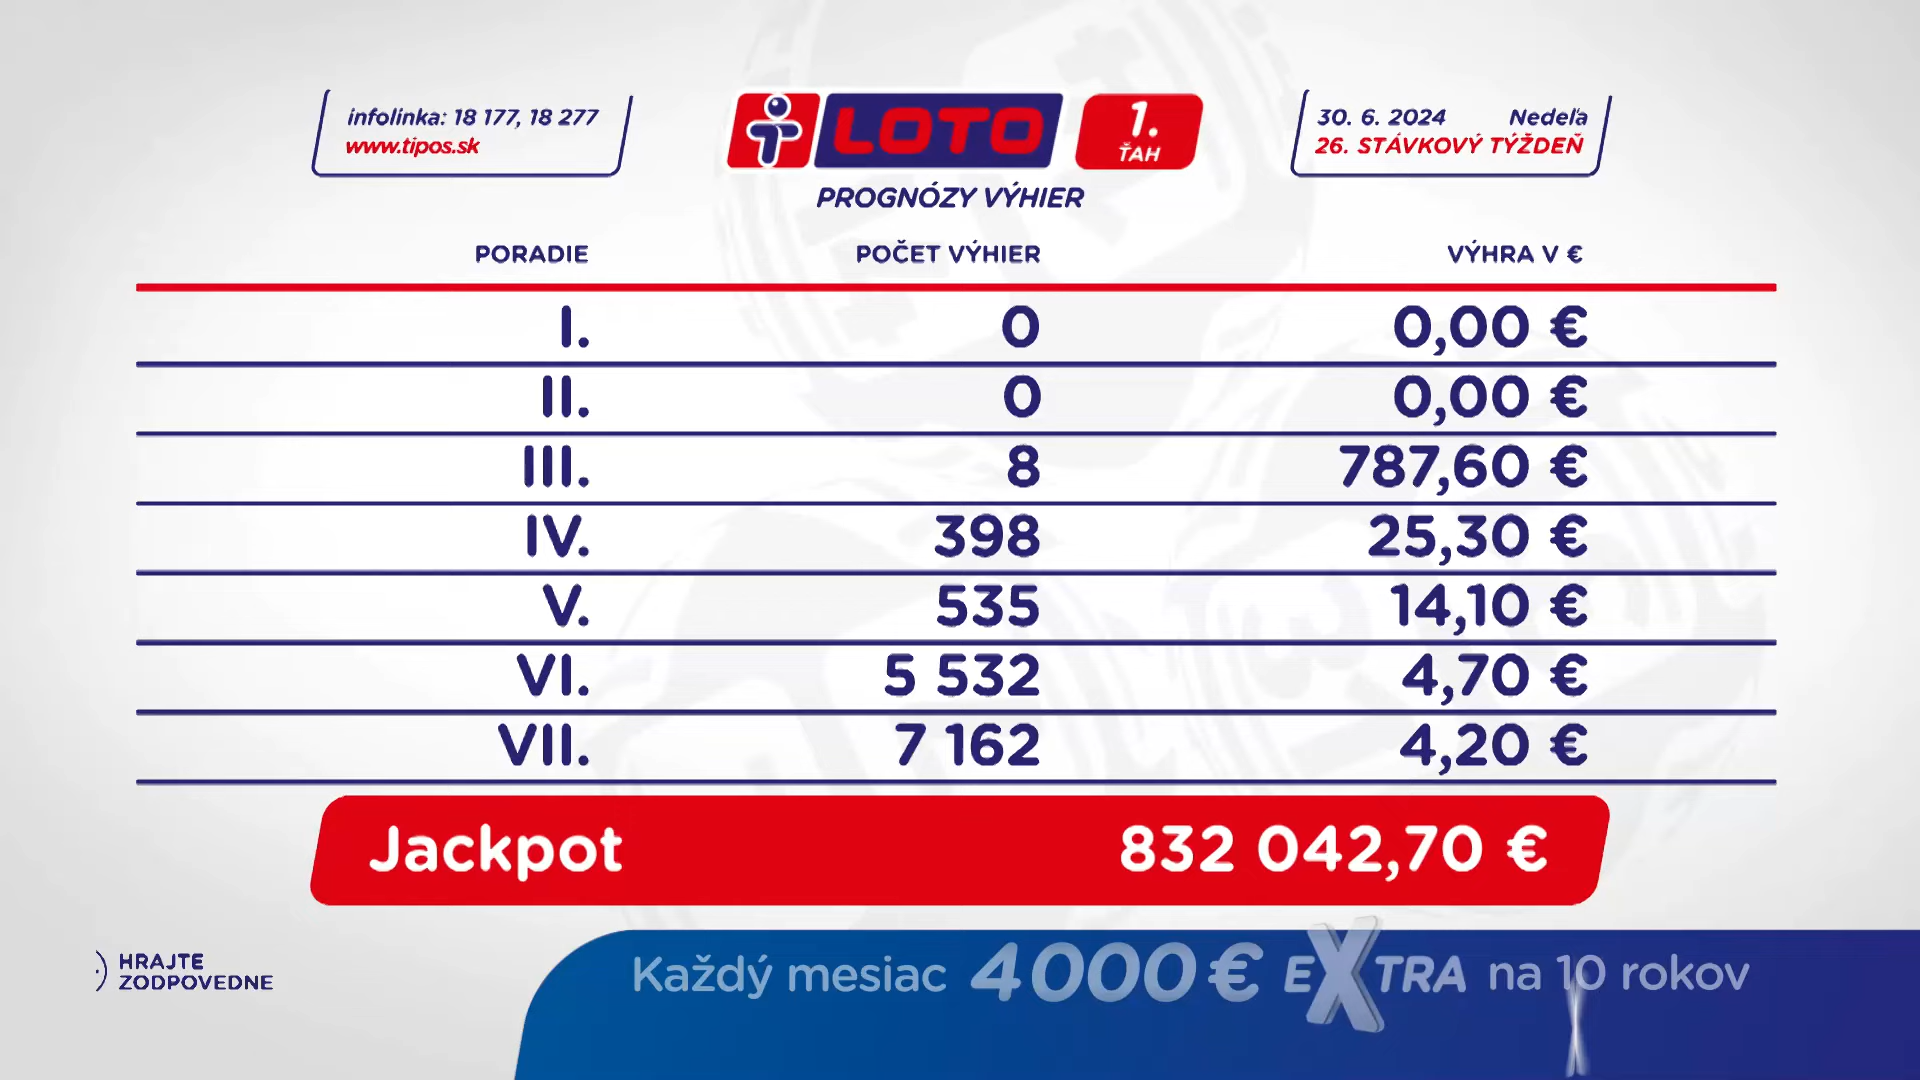 infolinka: 18 177, 18 277
www.tipos.sk
LOTO
1.
ŤAH
30. 6. 2024 Nedeľa
26. STÁVKOVÝ TÝŽDEŇ
PROGNÓZY VÝHIER
PORADIE POČET VÝHIER VÝHRA V €
I. 0 0,00 €
II. 0 0,00 €
III. 8 787,60 €
IV. 398 25,30 €
V. 535 14,10 €
VI. 5 532 4,70 €
VII. 7 162 4,20 €
Jackpot 832 042,70 €
HRAJTE
ZODPOVEDNE
Každý mesiac 4000 € EXTRA na 10 rokov